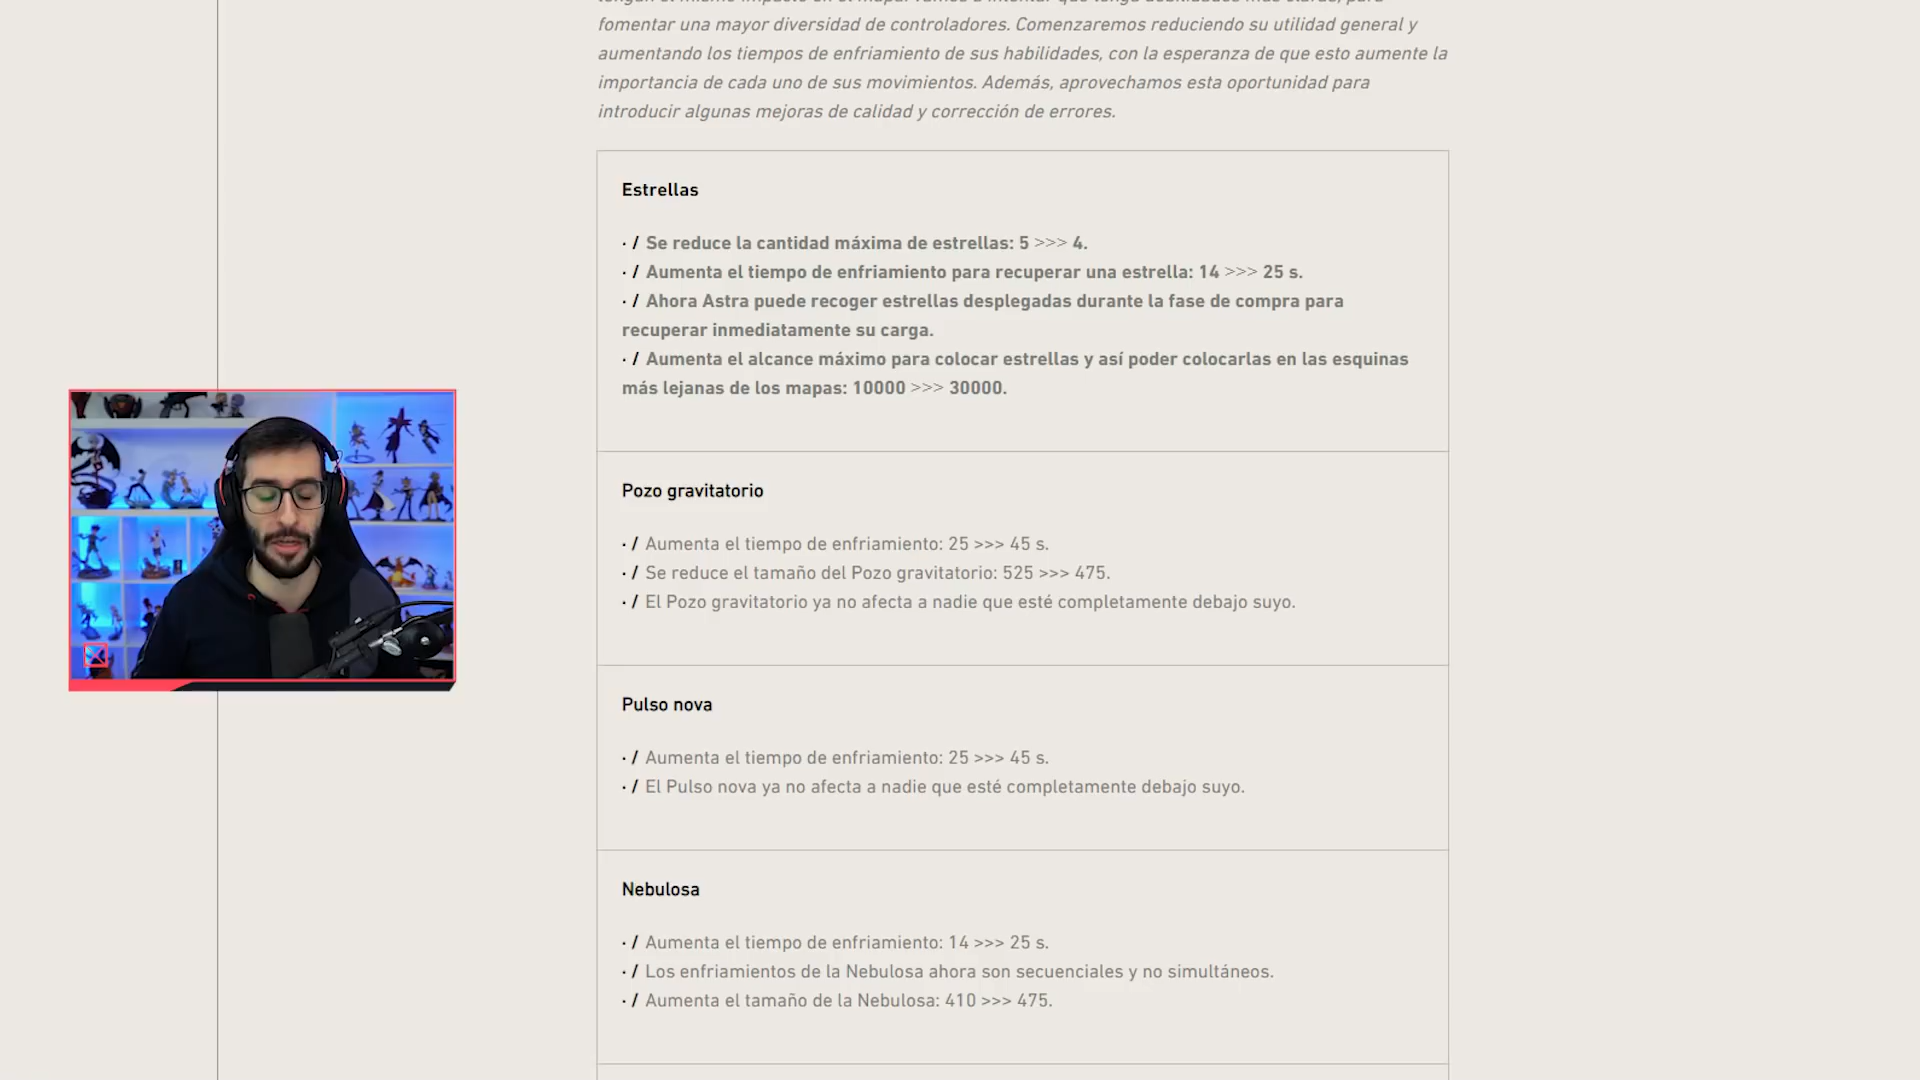 fomentar una mayor diversidad de controladores. Comenzaremos reduciendo su utilidad general y
aumentando los tiempos de enfriamiento de sus habilidades, con la esperanza de que esto aumente la
importancia de cada uno de sus movimientos. Además, aprovechamos esta oportunidad para
introducir algunas mejoras de calidad y corrección de errores.
Estrellas
· / Se reduce la cantidad máxima de estrellas: 5 >>> 4.
· / Aumenta el tiempo de enfriamiento para recuperar una estrella: 14 >>> 25 s.
· / Ahora Astra puede recoger estrellas desplegadas durante la fase de compra para
recuperar inmediatamente su carga.
· / Aumenta el alcance máximo para colocar estrellas y así poder colocarlas en las esquinas
más lejanas de los mapas: 10000 >>> 30000.
Pozo gravitatorio
· / Aumenta el tiempo de enfriamiento: 25 >>> 45 s.
· / Se reduce el tamaño del Pozo gravitatorio: 525 >>> 475.
· / El Pozo gravitatorio ya no afecta a nadie que esté completamente debajo suyo.
Pulso nova
· / Aumenta el tiempo de enfriamiento: 25 >>> 45 s.
· / El Pulso nova ya no afecta a nadie que esté completamente debajo suyo.
Nebulosa
· / Aumenta el tiempo de enfriamiento: 14 >>> 25 s.
· / Los enfriamientos de la Nebulosa ahora son secuenciales y no simultáneos.
· / Aumenta el tamaño de la Nebulosa: 410 >>> 475.